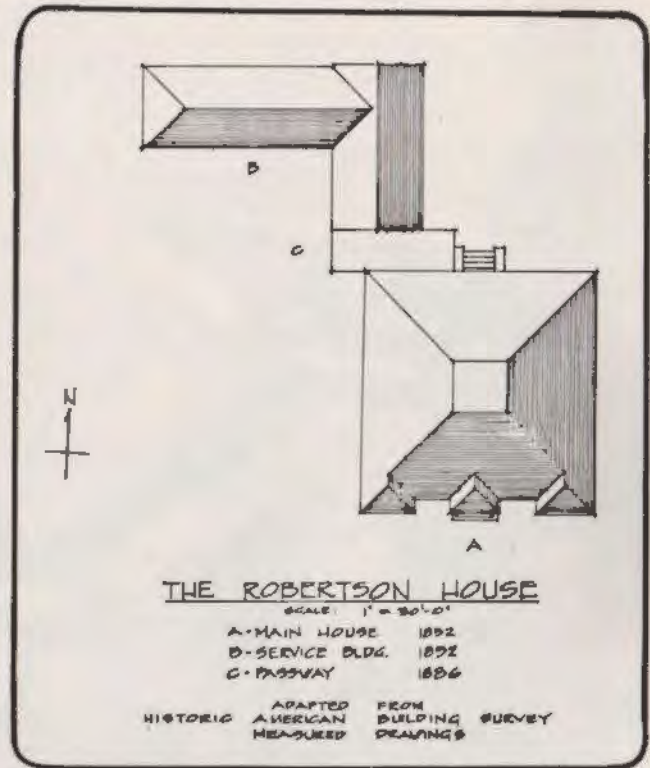 B
C
N
A
THE ROBERTSON HOUSE
SCALE: 1" = 30'-0"
A - MAIN HOUSE 1852
B - SERVICE BLDG. 1852
C - PASSWAY 1886
ADAPTED FROM
HISTORIC AMERICAN BUILDING SURVEY
MEASURED DRAWINGS